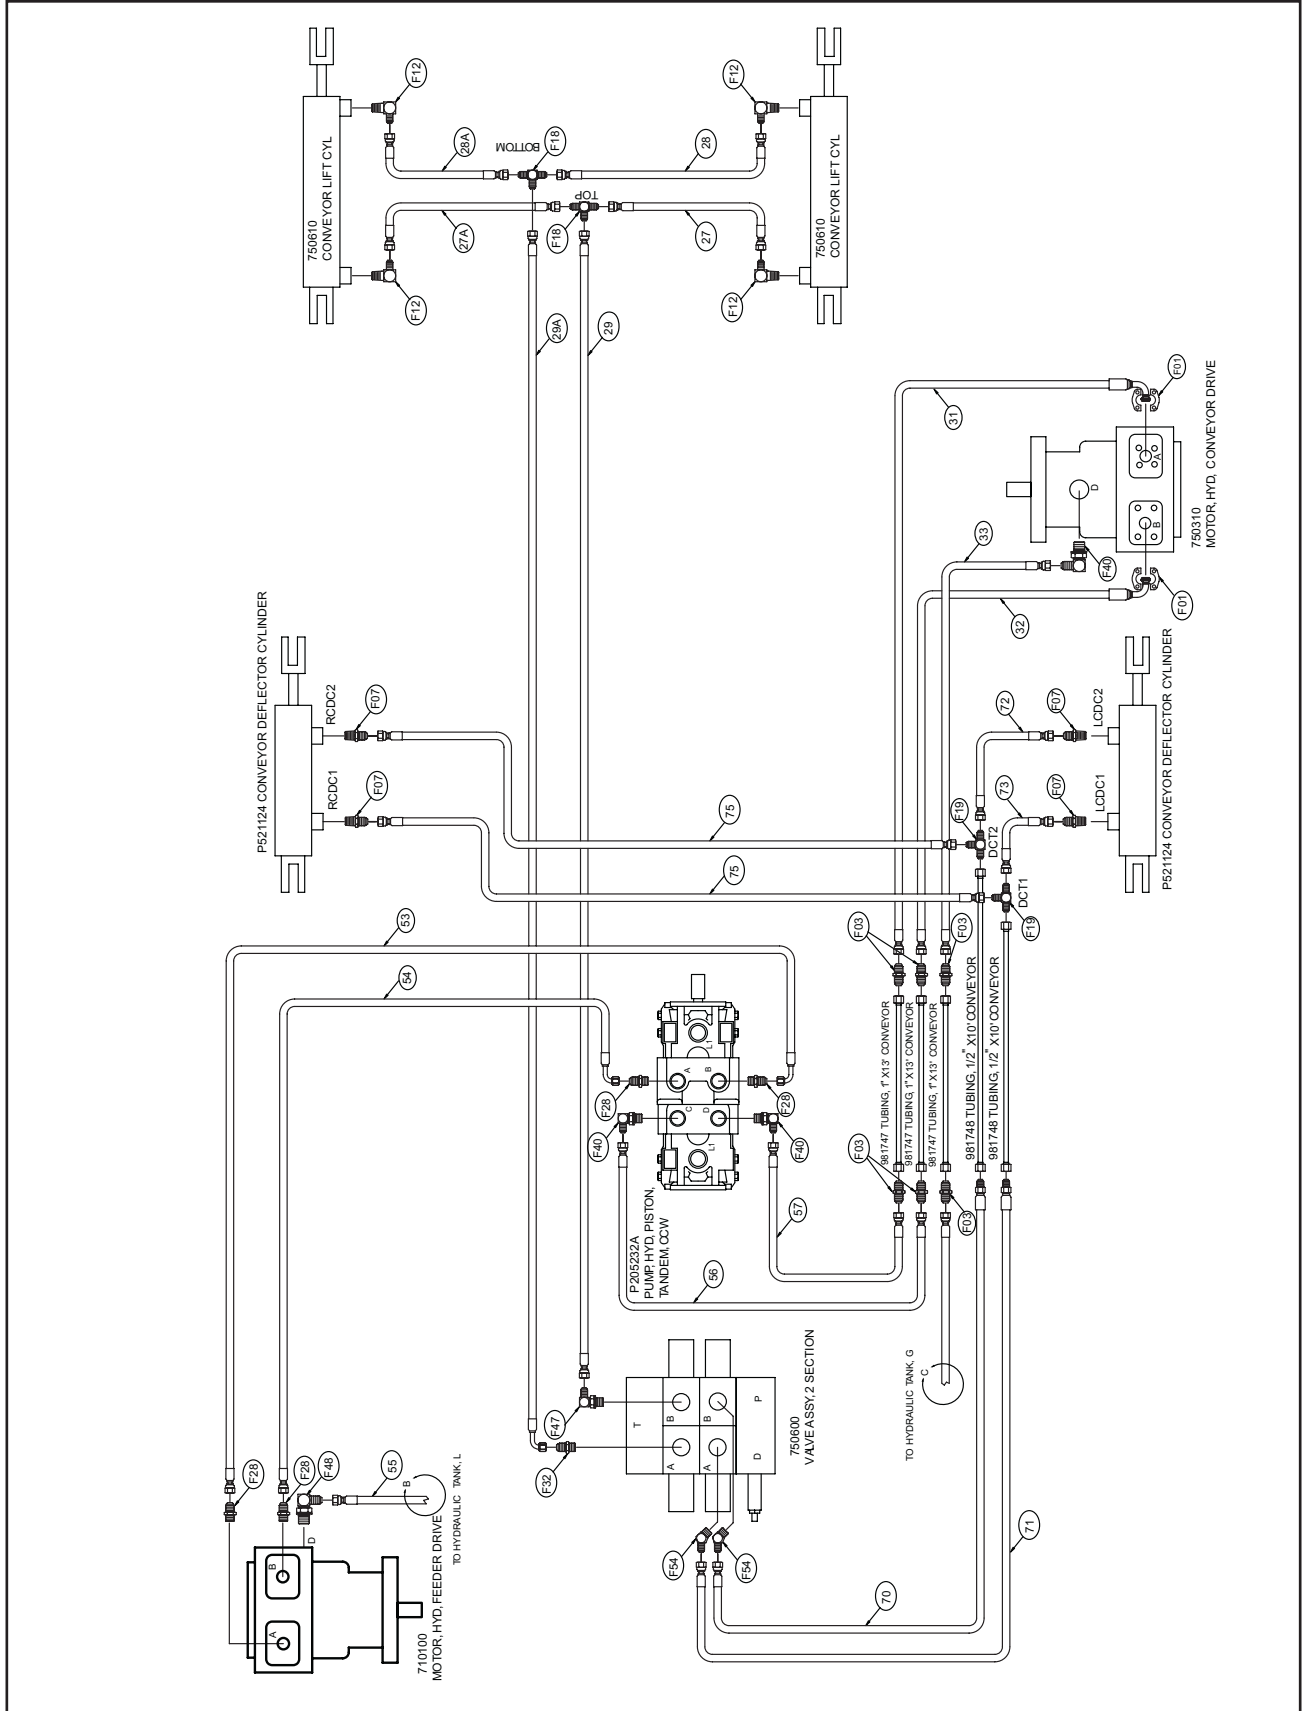 F12
F12
750610
CONVEYOR LIFT CYL
28A
BOTTOM
F18
28
750610
CONVEYOR LIFT CYL
27A
TOP
F18
27
F12
F12
29A
29
31
F01
A
D
B
750310
MOTOR, HYD, CONVEYOR DRIVE
33
F40
32
F01
P521124 CONVEYOR DEFLECTOR CYLINDER
RCDC2
F07
RCDC1
F07
75
75
72
F07
LCDC2
73
F07
LCDC1
P521124 CONVEYOR DEFLECTOR CYLINDER
F19
DCT2
DCT1
F19
53
54
F03
F03
L1
A
B
C
D
L1
F28
F28
F40
F40
P205232A
PUMP, HYD, PISTON,
TANDEM, CCW
981747 TUBING, 1" X13' CONVEYOR
981747 TUBING, 1" X13' CONVEYOR
981747 TUBING, 1" X13' CONVEYOR
981748 TUBING, 1/2" X10' CONVEYOR
981748 TUBING, 1/2" X10' CONVEYOR
F03
F03
57
56
TO HYDRAULIC TANK, G
C
F47
F32
T
B
B
A
A
P
D
750600
VALVE ASSY, 2 SECTION
F54
F54
70
71
F28
F28
F48
55
B
TO HYDRAULIC TANK, L
D
B
A
710100
MOTOR, HYD, FEEDER DRIVE